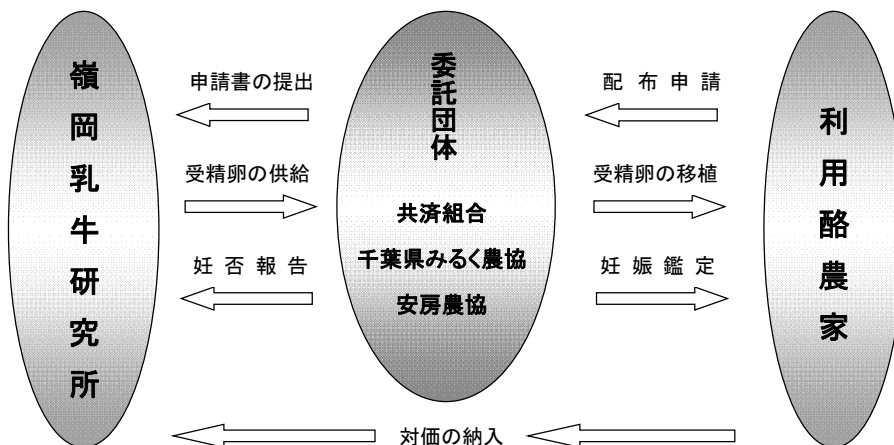 嶺岡乳牛研究所
申請書の提出
受精卵の供給
妊否報告
委託団体
共済組合
千葉県みるく農協
安房農協
配布申請
受精卵の移植
妊娠鑑定
利用酪農家
対価の納入